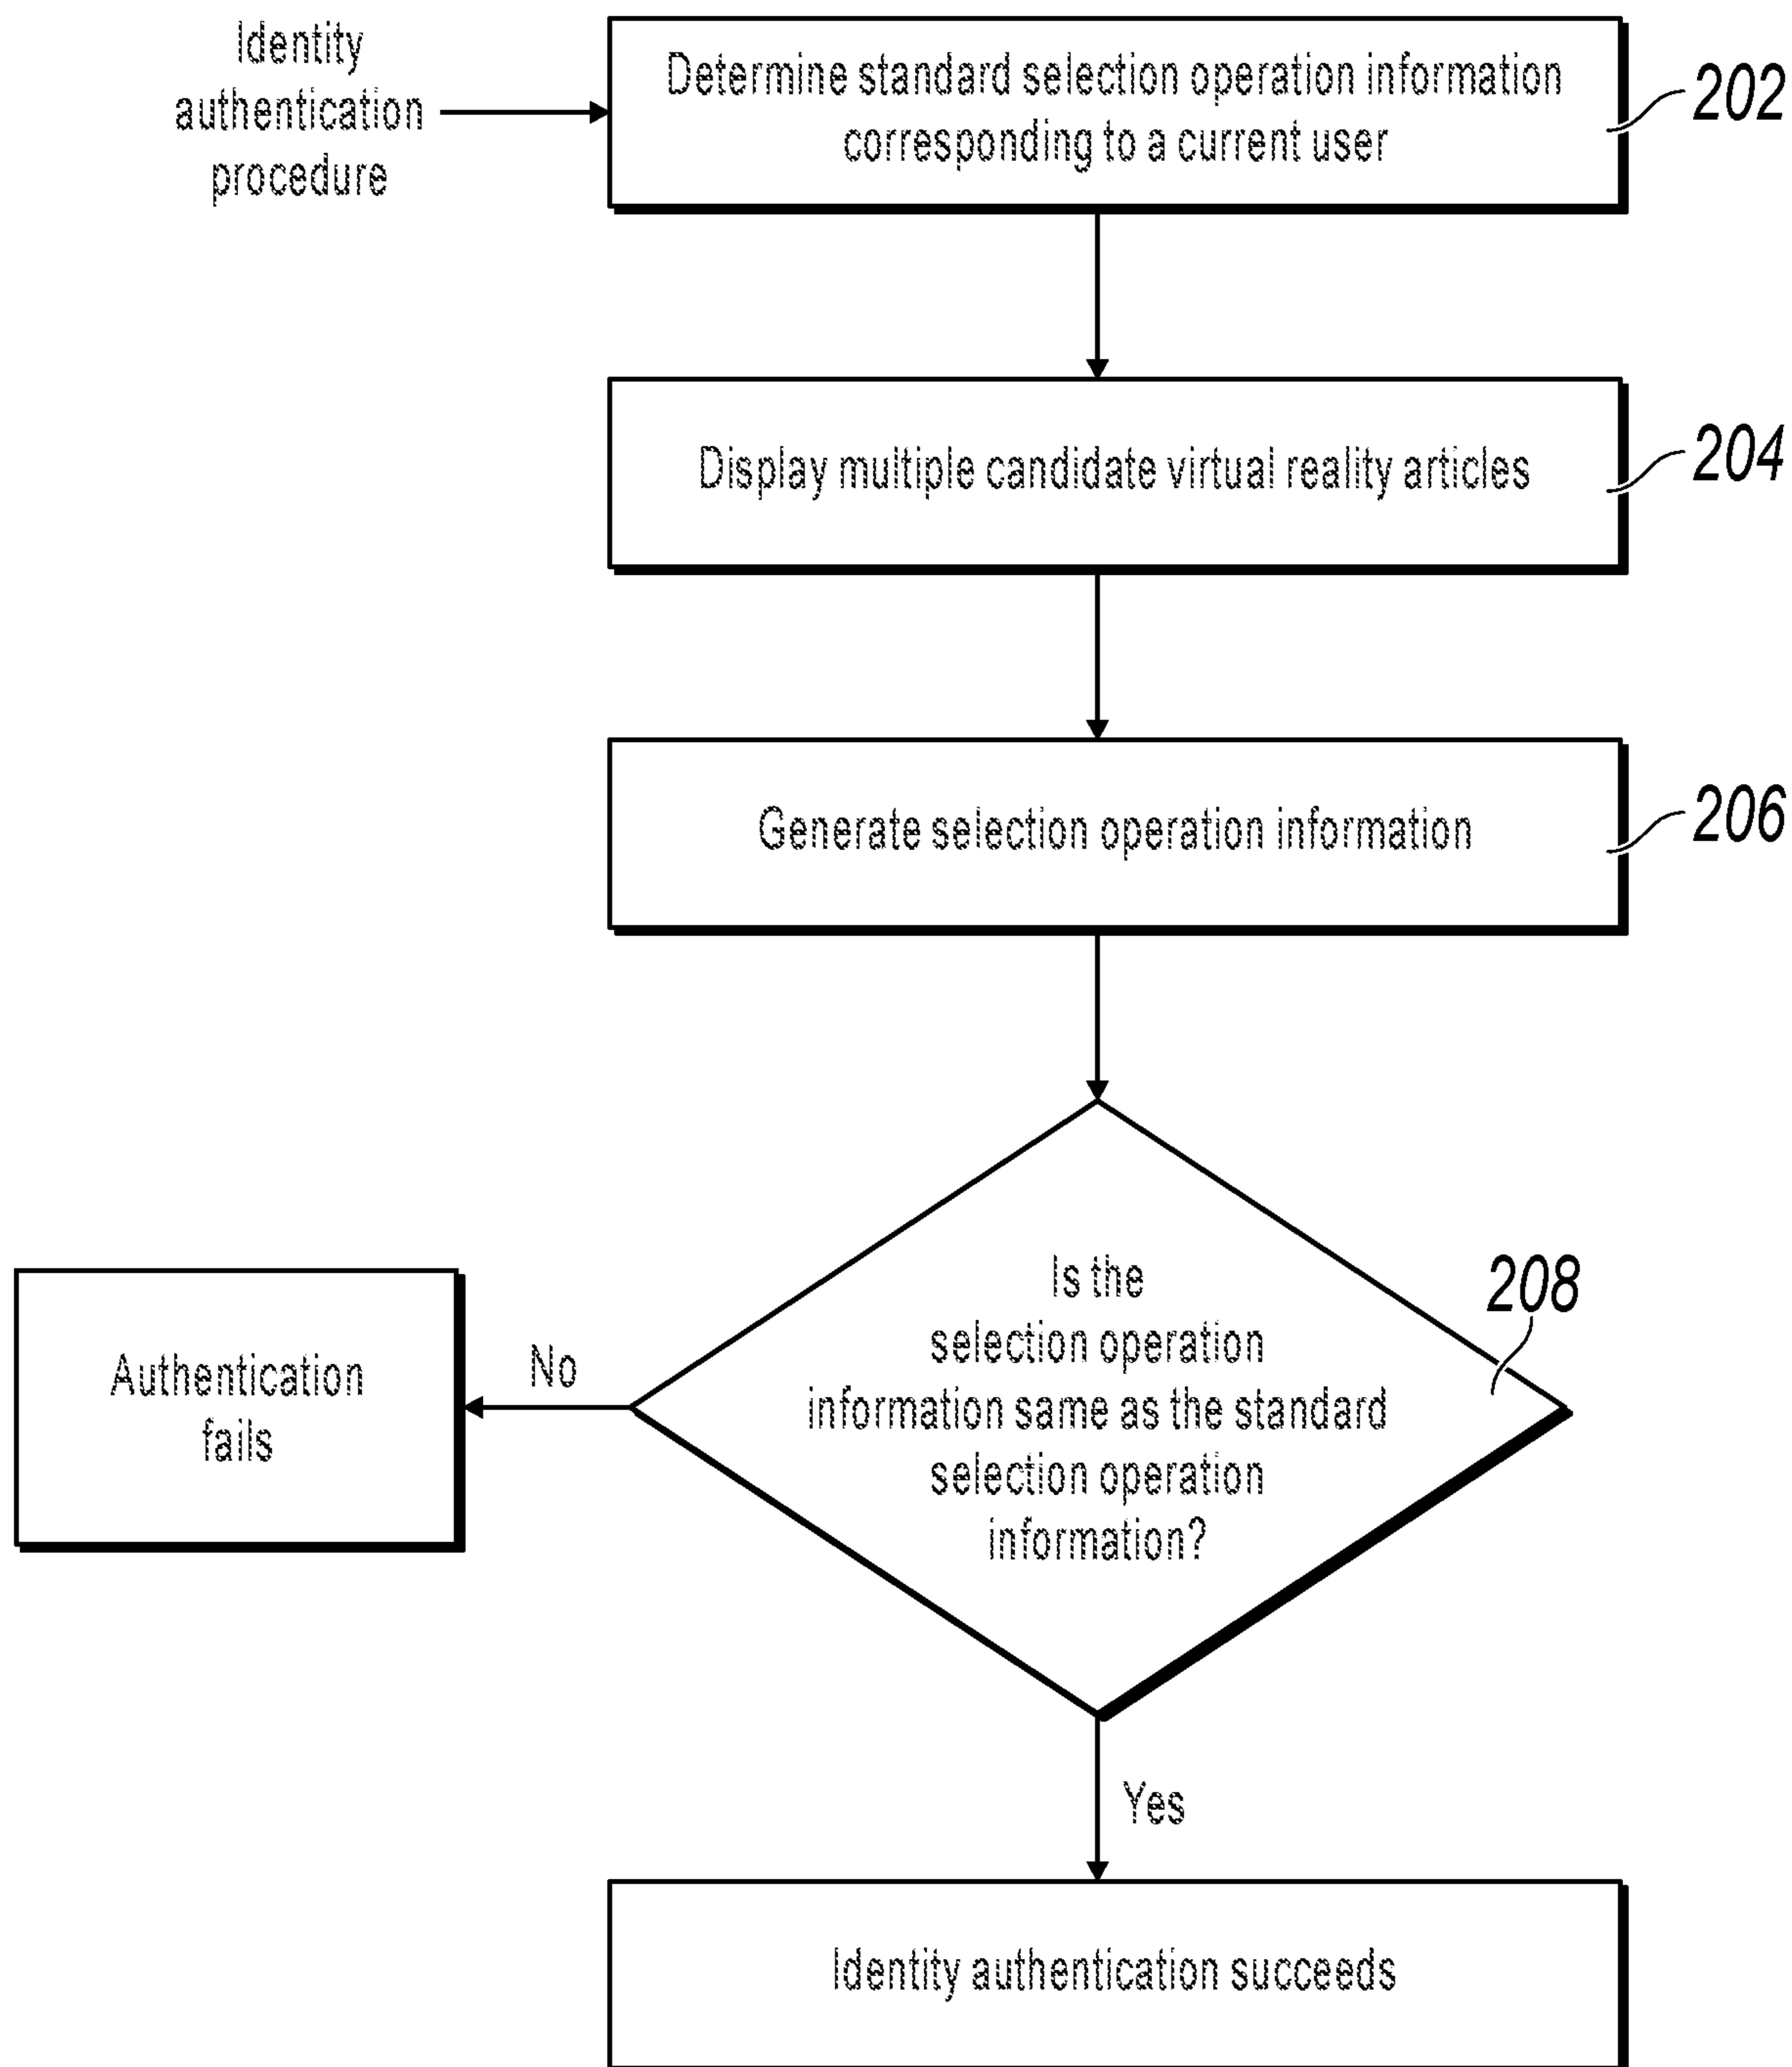 Identity
authentication
procedure
Determine standard selection operation information
corresponding to a current user
202
Display multiple candidate virtual reality articles
204
Generate selection operation information
206
Is the
selection operation
information same as the standard
selection operation
information?
208
No
Authentication
fails
Yes
Identity authentication succeeds